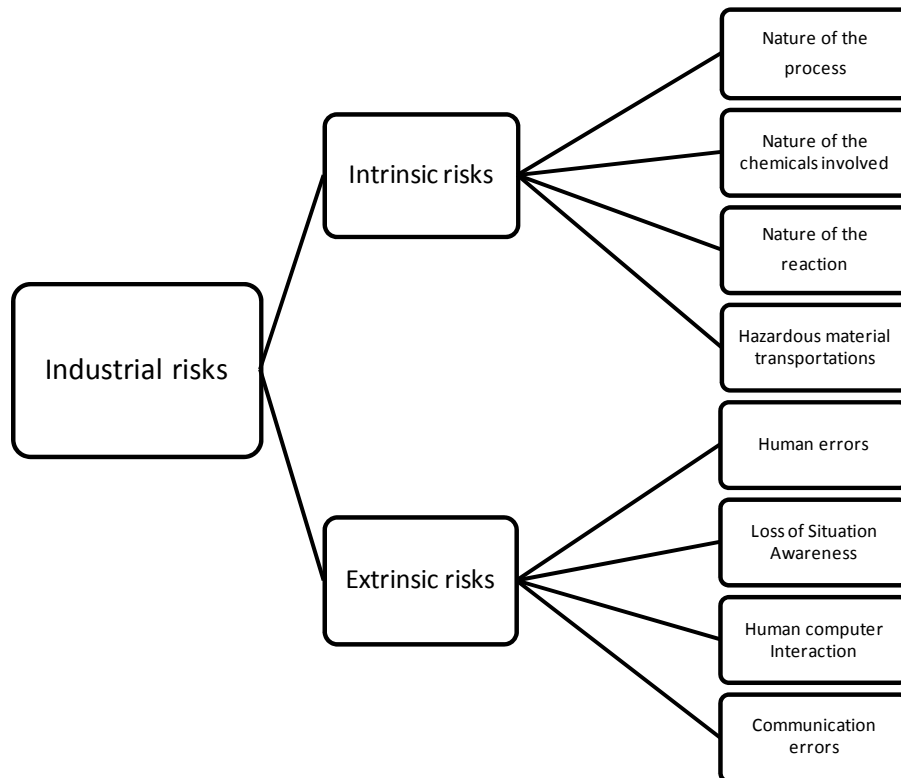 Industrial risks
Intrinsic risks
Nature of the
process
Nature of the
chemicals involved
Nature of the
reaction
Hazardous material
transportations
Extrinsic risks
Human errors
Loss of Situation
Awareness
Human computer
Interaction
Communication
errors